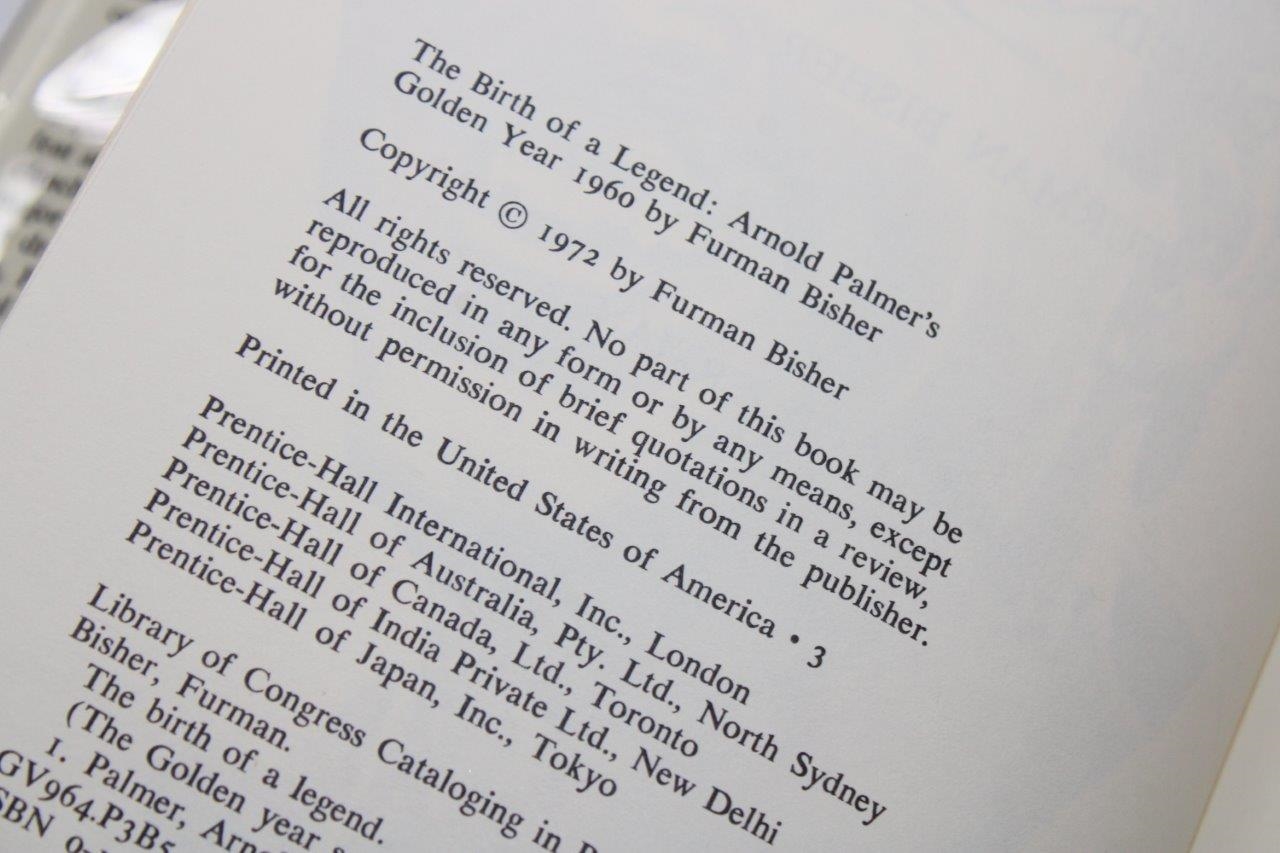 The Birth of a Legend: Arnold Palmer's
Golden Year 1960 by Furman Bisher
Copyright © 1972 by Furman Bisher
All rights reserved. No part of this book may be
reproduced in any form or by any means, except
for the inclusion of brief quotations in a review,
without permission in writing from the publisher.
Printed in the United States of America • 3
Prentice-Hall International, Inc., London
Prentice-Hall of Australia, Pty. Ltd., North Sydney
Prentice-Hall of Canada, Ltd., Toronto
Prentice-Hall of India Private Ltd., New Delhi
Prentice-Hall of Japan, Inc., Tokyo
Library of Congress Cataloging in
Bisher, Furman.
The birth of a legend.
(The Golden year
1. Palmer,
GV964.P3B5